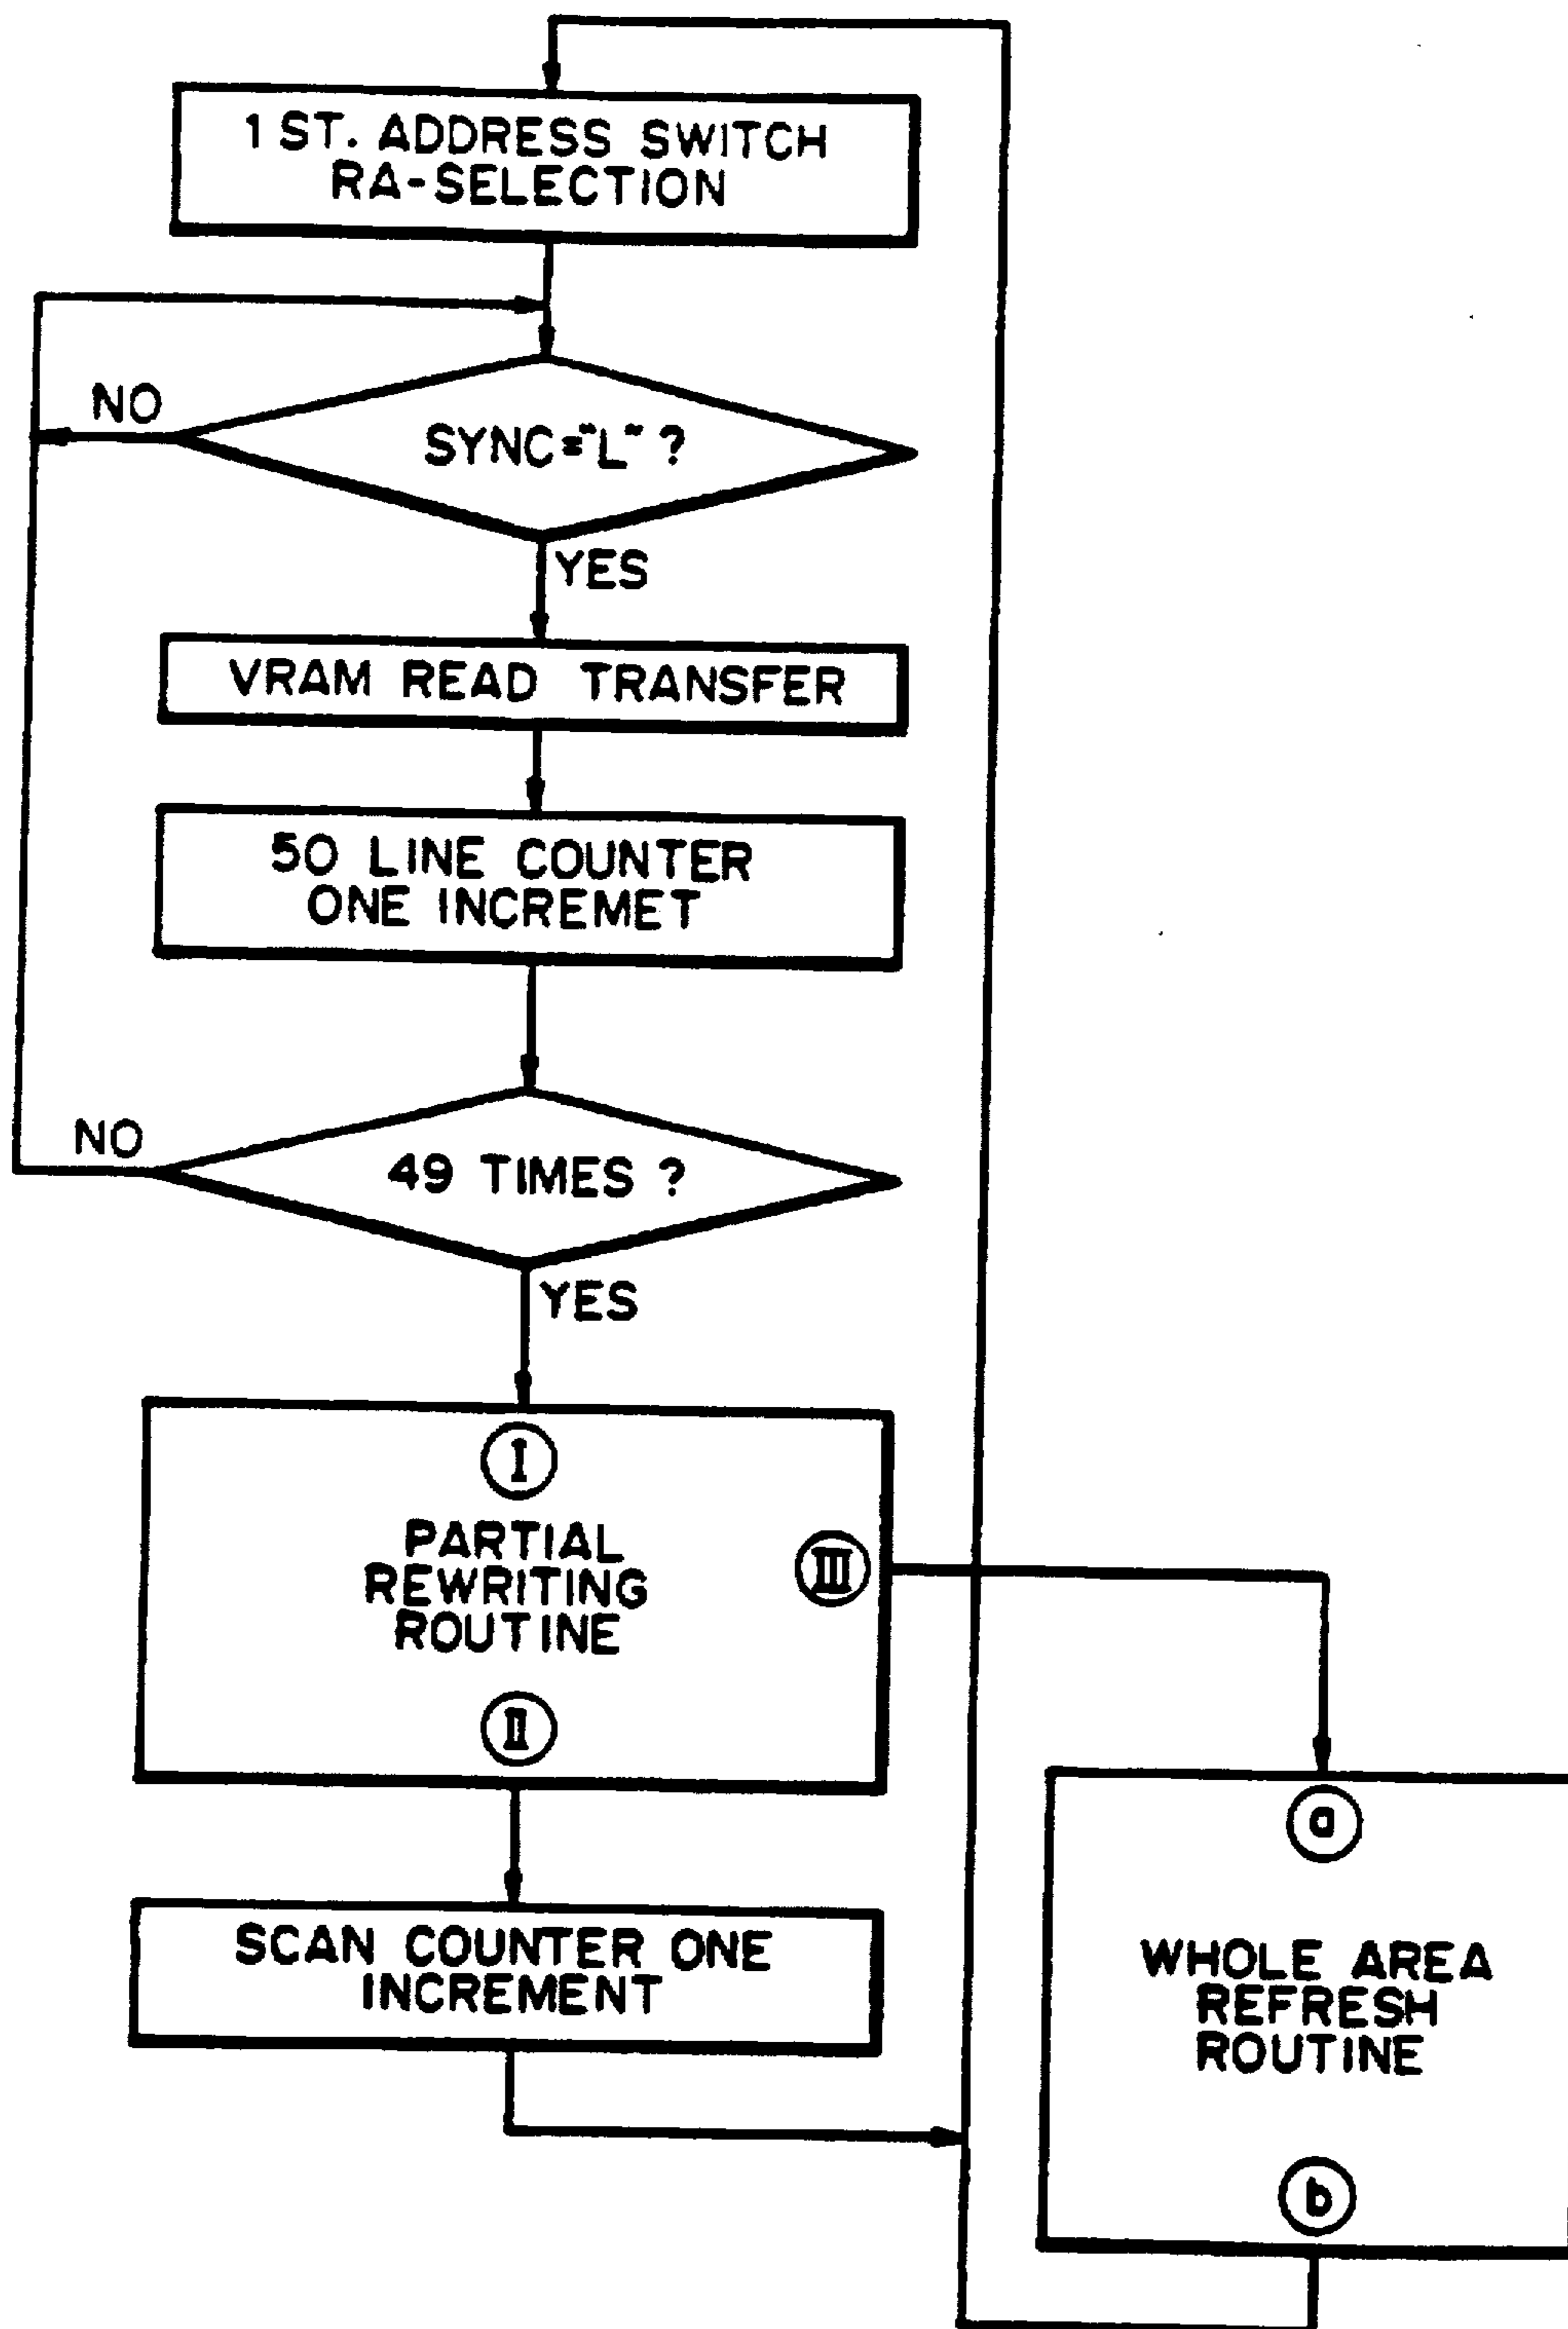 1 ST. ADDRESS SWITCH
RA-SELECTION
NO
SYNC="L" ?
YES
VRAM READ TRANSFER
50 LINE COUNTER
ONE INCREMET
NO
49 TIMES ?
YES
I
PARTIAL
REWRITING
ROUTINE
III
II
SCAN COUNTER ONE
INCREMENT
a
WHOLE AREA
REFRESH
ROUTINE
b